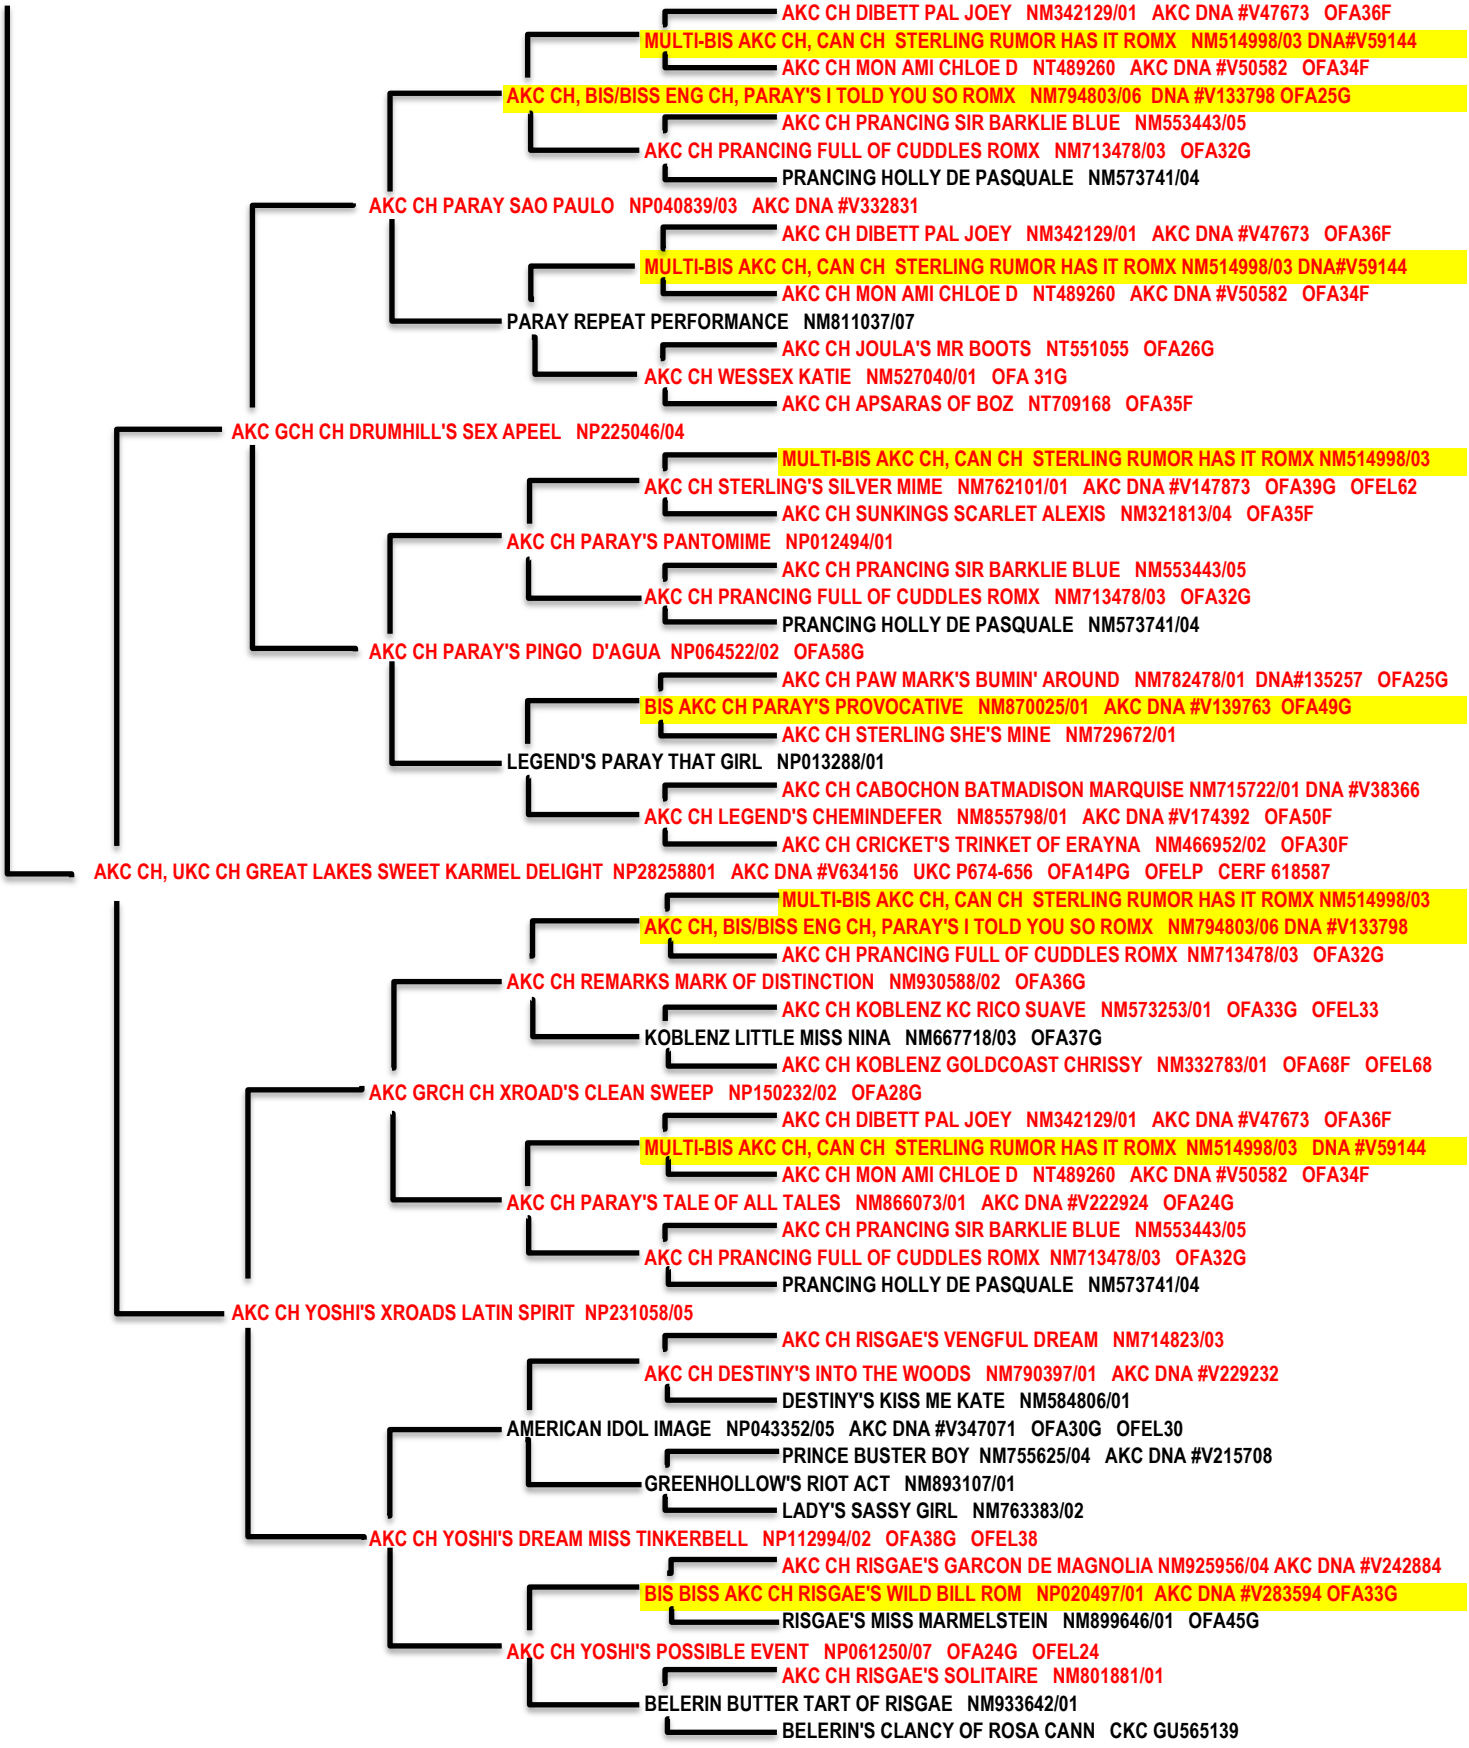 AKC CH DIBETT PAL JOEY NM342129/01 AKC DNA #V47673 OFA36F
MULTI-BIS AKC CH, CAN CH STERLING RUMOR HAS IT ROMX NM514998/03 DNA#V59144
AKC CH MON AMI CHLOE D NT489260 AKC DNA #V50582 OFA34F
AKC CH, BIS/BISS ENG CH, PARAY'S I TOLD YOU SO ROMX NM794803/06 DNA #V133798 OFA25G
AKC CH PRANCING SIR BARKLIE BLUE NM553443/05
AKC CH PRANCING FULL OF CUDDLES ROMX NM713478/03 OFA32G
PRANCING HOLLY DE PASQUALE NM573741/04
AKC CH PARAY SAO PAULO NP040839/03 AKC DNA #V332831
AKC CH DIBETT PAL JOEY NM342129/01 AKC DNA #V47673 OFA36F
MULTI-BIS AKC CH, CAN CH STERLING RUMOR HAS IT ROMX NM514998/03 DNA#V59144
AKC CH MON AMI CHLOE D NT489260 AKC DNA #V50582 OFA34F
PARAY REPEAT PERFORMANCE NM811037/07
AKC CH JOULA'S MR BOOTS NT551055 OFA26G
AKC CH WESSEX KATIE NM527040/01 OFA 31G
AKC CH APSARAS OF BOZ NT709168 OFA35F
AKC GCH CH DRUMHILL'S SEX APEEL NP225046/04
MULTI-BIS AKC CH, CAN CH STERLING RUMOR HAS IT ROMX NM514998/03
AKC CH STERLING'S SILVER MIME NM762101/01 AKC DNA #V147873 OFA39G OFEL62
AKC CH SUNKINGS SCARLET ALEXIS NM321813/04 OFA35F
AKC CH PARAY'S PANTOMIME NP012494/01
AKC CH PRANCING SIR BARKLIE BLUE NM553443/05
AKC CH PRANCING FULL OF CUDDLES ROMX NM713478/03 OFA32G
PRANCING HOLLY DE PASQUALE NM573741/04
AKC CH PARAY'S PINGO D'AGUA NP064522/02 OFA58G
AKC CH PAW MARK'S BUMIN' AROUND NM782478/01 DNA#135257 OFA25G
BIS AKC CH PARAY'S PROVOCATIVE NM870025/01 AKC DNA #V139763 OFA49G
AKC CH STERLING SHE'S MINE NM729672/01
LEGEND'S PARAY THAT GIRL NP013288/01
AKC CH CABOCHON BATMADISON MARQUISE NM715722/01 DNA #V38366
AKC CH LEGEND'S CHEMINDEFER NM855798/01 AKC DNA #V174392 OFA50F
AKC CH CRICKET'S TRINKET OF ERAYNA NM466952/02 OFA30F
AKC CH, UKC CH GREAT LAKES SWEET KARMEL DELIGHT NP28258801 AKC DNA #V634156 UKC P674-656 OFA14PG OFELP CERF 618587
MULTI-BIS AKC CH, CAN CH STERLING RUMOR HAS IT ROMX NM514998/03
AKC CH, BIS/BISS ENG CH, PARAY'S I TOLD YOU SO ROMX NM794803/06 DNA #V133798
AKC CH PRANCING FULL OF CUDDLES ROMX NM713478/03 OFA32G
AKC CH REMARKS MARK OF DISTINCTION NM930588/02 OFA36G
AKC CH KOBLENZ KC RICO SUAVE NM573253/01 OFA33G OFEL33
KOBLENZ LITTLE MISS NINA NM667718/03 OFA37G
AKC CH KOBLENZ GOLDCOAST CHRISSY NM332783/01 OFA68F OFEL68
AKC GRCH CH XROAD'S CLEAN SWEEP NP150232/02 OFA28G
AKC CH DIBETT PAL JOEY NM342129/01 AKC DNA #V47673 OFA36F
MULTI-BIS AKC CH, CAN CH STERLING RUMOR HAS IT ROMX NM514998/03 DNA #V59144
AKC CH MON AMI CHLOE D NT489260 AKC DNA #V50582 OFA34F
AKC CH PARAY'S TALE OF ALL TALES NM866073/01 AKC DNA #V222924 OFA24G
AKC CH PRANCING SIR BARKLIE BLUE NM553443/05
AKC CH PRANCING FULL OF CUDDLES ROMX NM713478/03 OFA32G
PRANCING HOLLY DE PASQUALE NM573741/04
AKC CH YOSHI'S XROADS LATIN SPIRIT NP231058/05
AKC CH RISGAE'S VENGFUL DREAM NM714823/03
AKC CH DESTINY'S INTO THE WOODS NM790397/01 AKC DNA #V229232
DESTINY'S KISS ME KATE NM584806/01
AMERICAN IDOL IMAGE NP043352/05 AKC DNA #V347071 OFA30G OFEL30
PRINCE BUSTER BOY NM755625/04 AKC DNA #V215708
GREENHOLLOW'S RIOT ACT NM893107/01
LADY'S SASSY GIRL NM763383/02
AKC CH YOSHI'S DREAM MISS TINKERBELL NP112994/02 OFA38G OFEL38
AKC CH RISGAE'S GARCON DE MAGNOLIA NM925956/04 AKC DNA #V242884
BIS BISS AKC CH RISGAE'S WILD BILL ROM NP020497/01 AKC DNA #V283594 OFA33G
RISGAE'S MISS MARMELSTEIN NM899646/01 OFA45G
AKC CH YOSHI'S POSSIBLE EVENT NP061250/07 OFA24G OFEL24
AKC CH RISGAE'S SOLITAIRE NM801881/01
BELERIN BUTTER TART OF RISGAE NM933642/01
BELERIN'S CLANCY OF ROSA CANN CKC GU565139